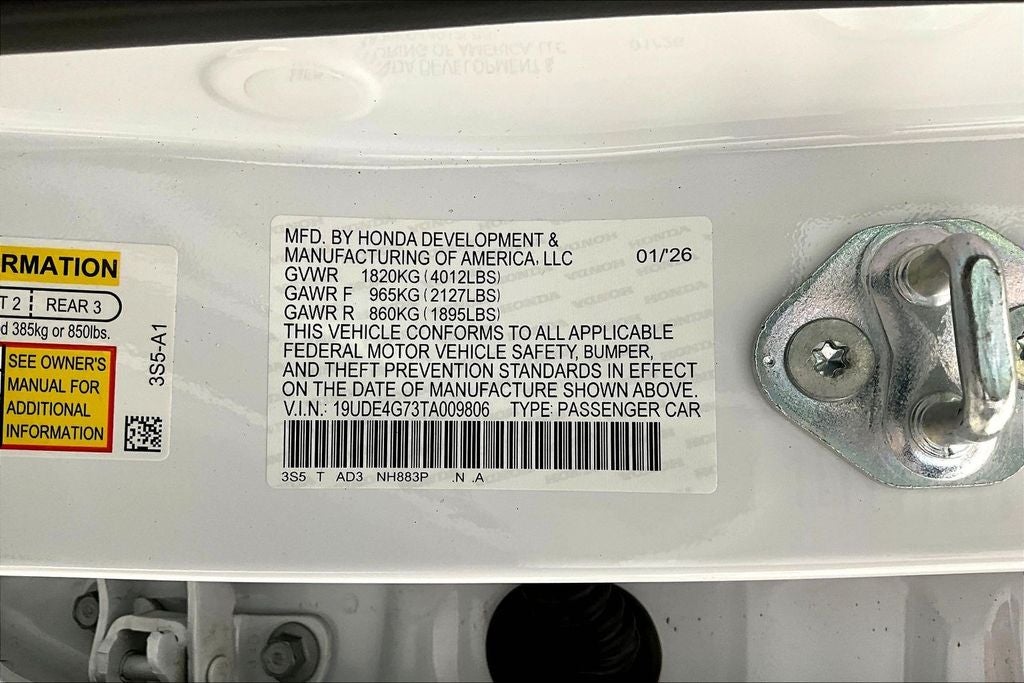 RMATION
T 2 REAR 3
d 385kg or 850lbs.
SEE OWNER'S
MANUAL FOR
ADDITIONAL
INFORMATION
3S5-A1
MFD. BY HONDA DEVELOPMENT &
MANUFACTURING OF AMERICA, LLC 01/'26
GVWR 1820KG (4012LBS)
GAWR F 965KG (2127LBS)
GAWR R 860KG (1895LBS)
THIS VEHICLE CONFORMS TO ALL APPLICABLE
FEDERAL MOTOR VEHICLE SAFETY, BUMPER,
AND THEFT PREVENTION STANDARDS IN EFFECT
ON THE DATE OF MANUFACTURE SHOWN ABOVE.
V.I.N.: 19UDE4G73TA009806 TYPE: PASSENGER CAR
3S5 T AD3 NH883P .N .A